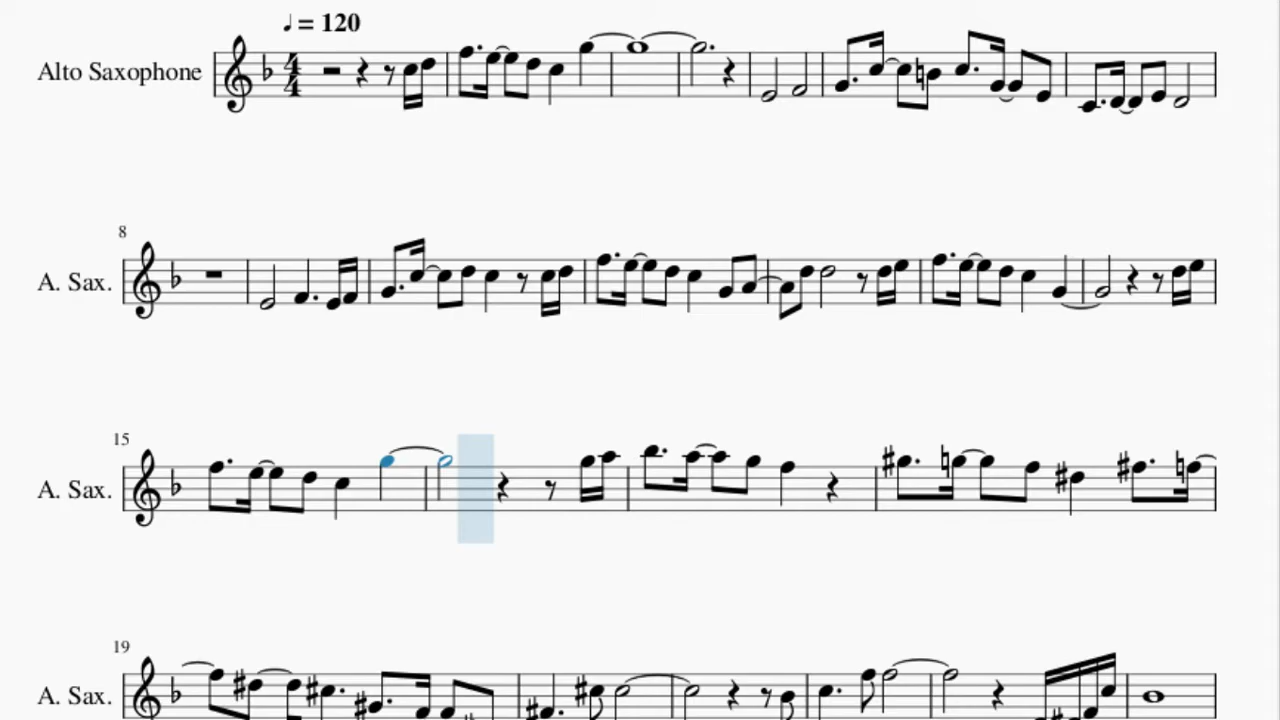 ♩ = 120
Alto Saxophone
4
4
8
A. Sax.
15
A. Sax.
19
A. Sax.